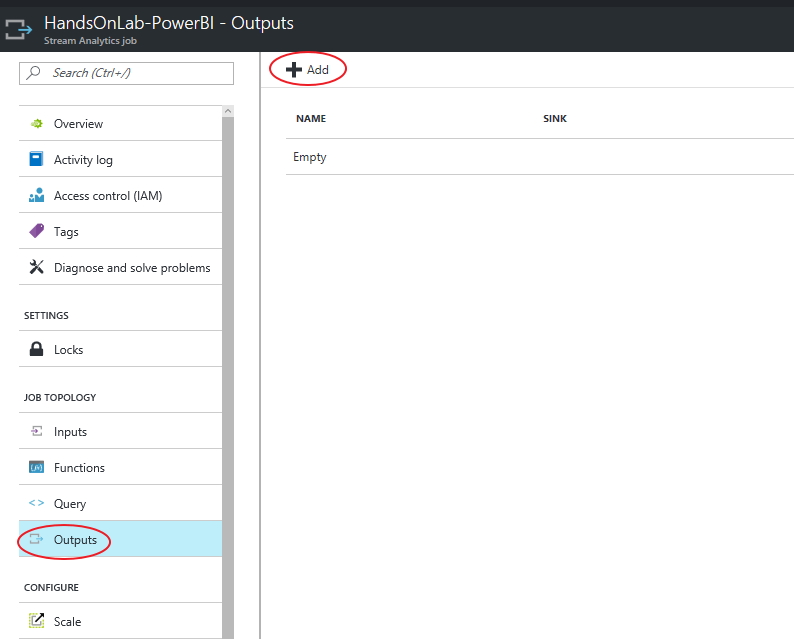 HandsOnLab-PowerBI - Outputs
Stream Analytics job
Search (Ctrl+/)
Add
NAME SINK
Empty
Overview
Activity log
Access control (IAM)
Tags
Diagnose and solve problems
SETTINGS
Locks
JOB TOPOLOGY
Inputs
Functions
Query
Outputs
CONFIGURE
Scale